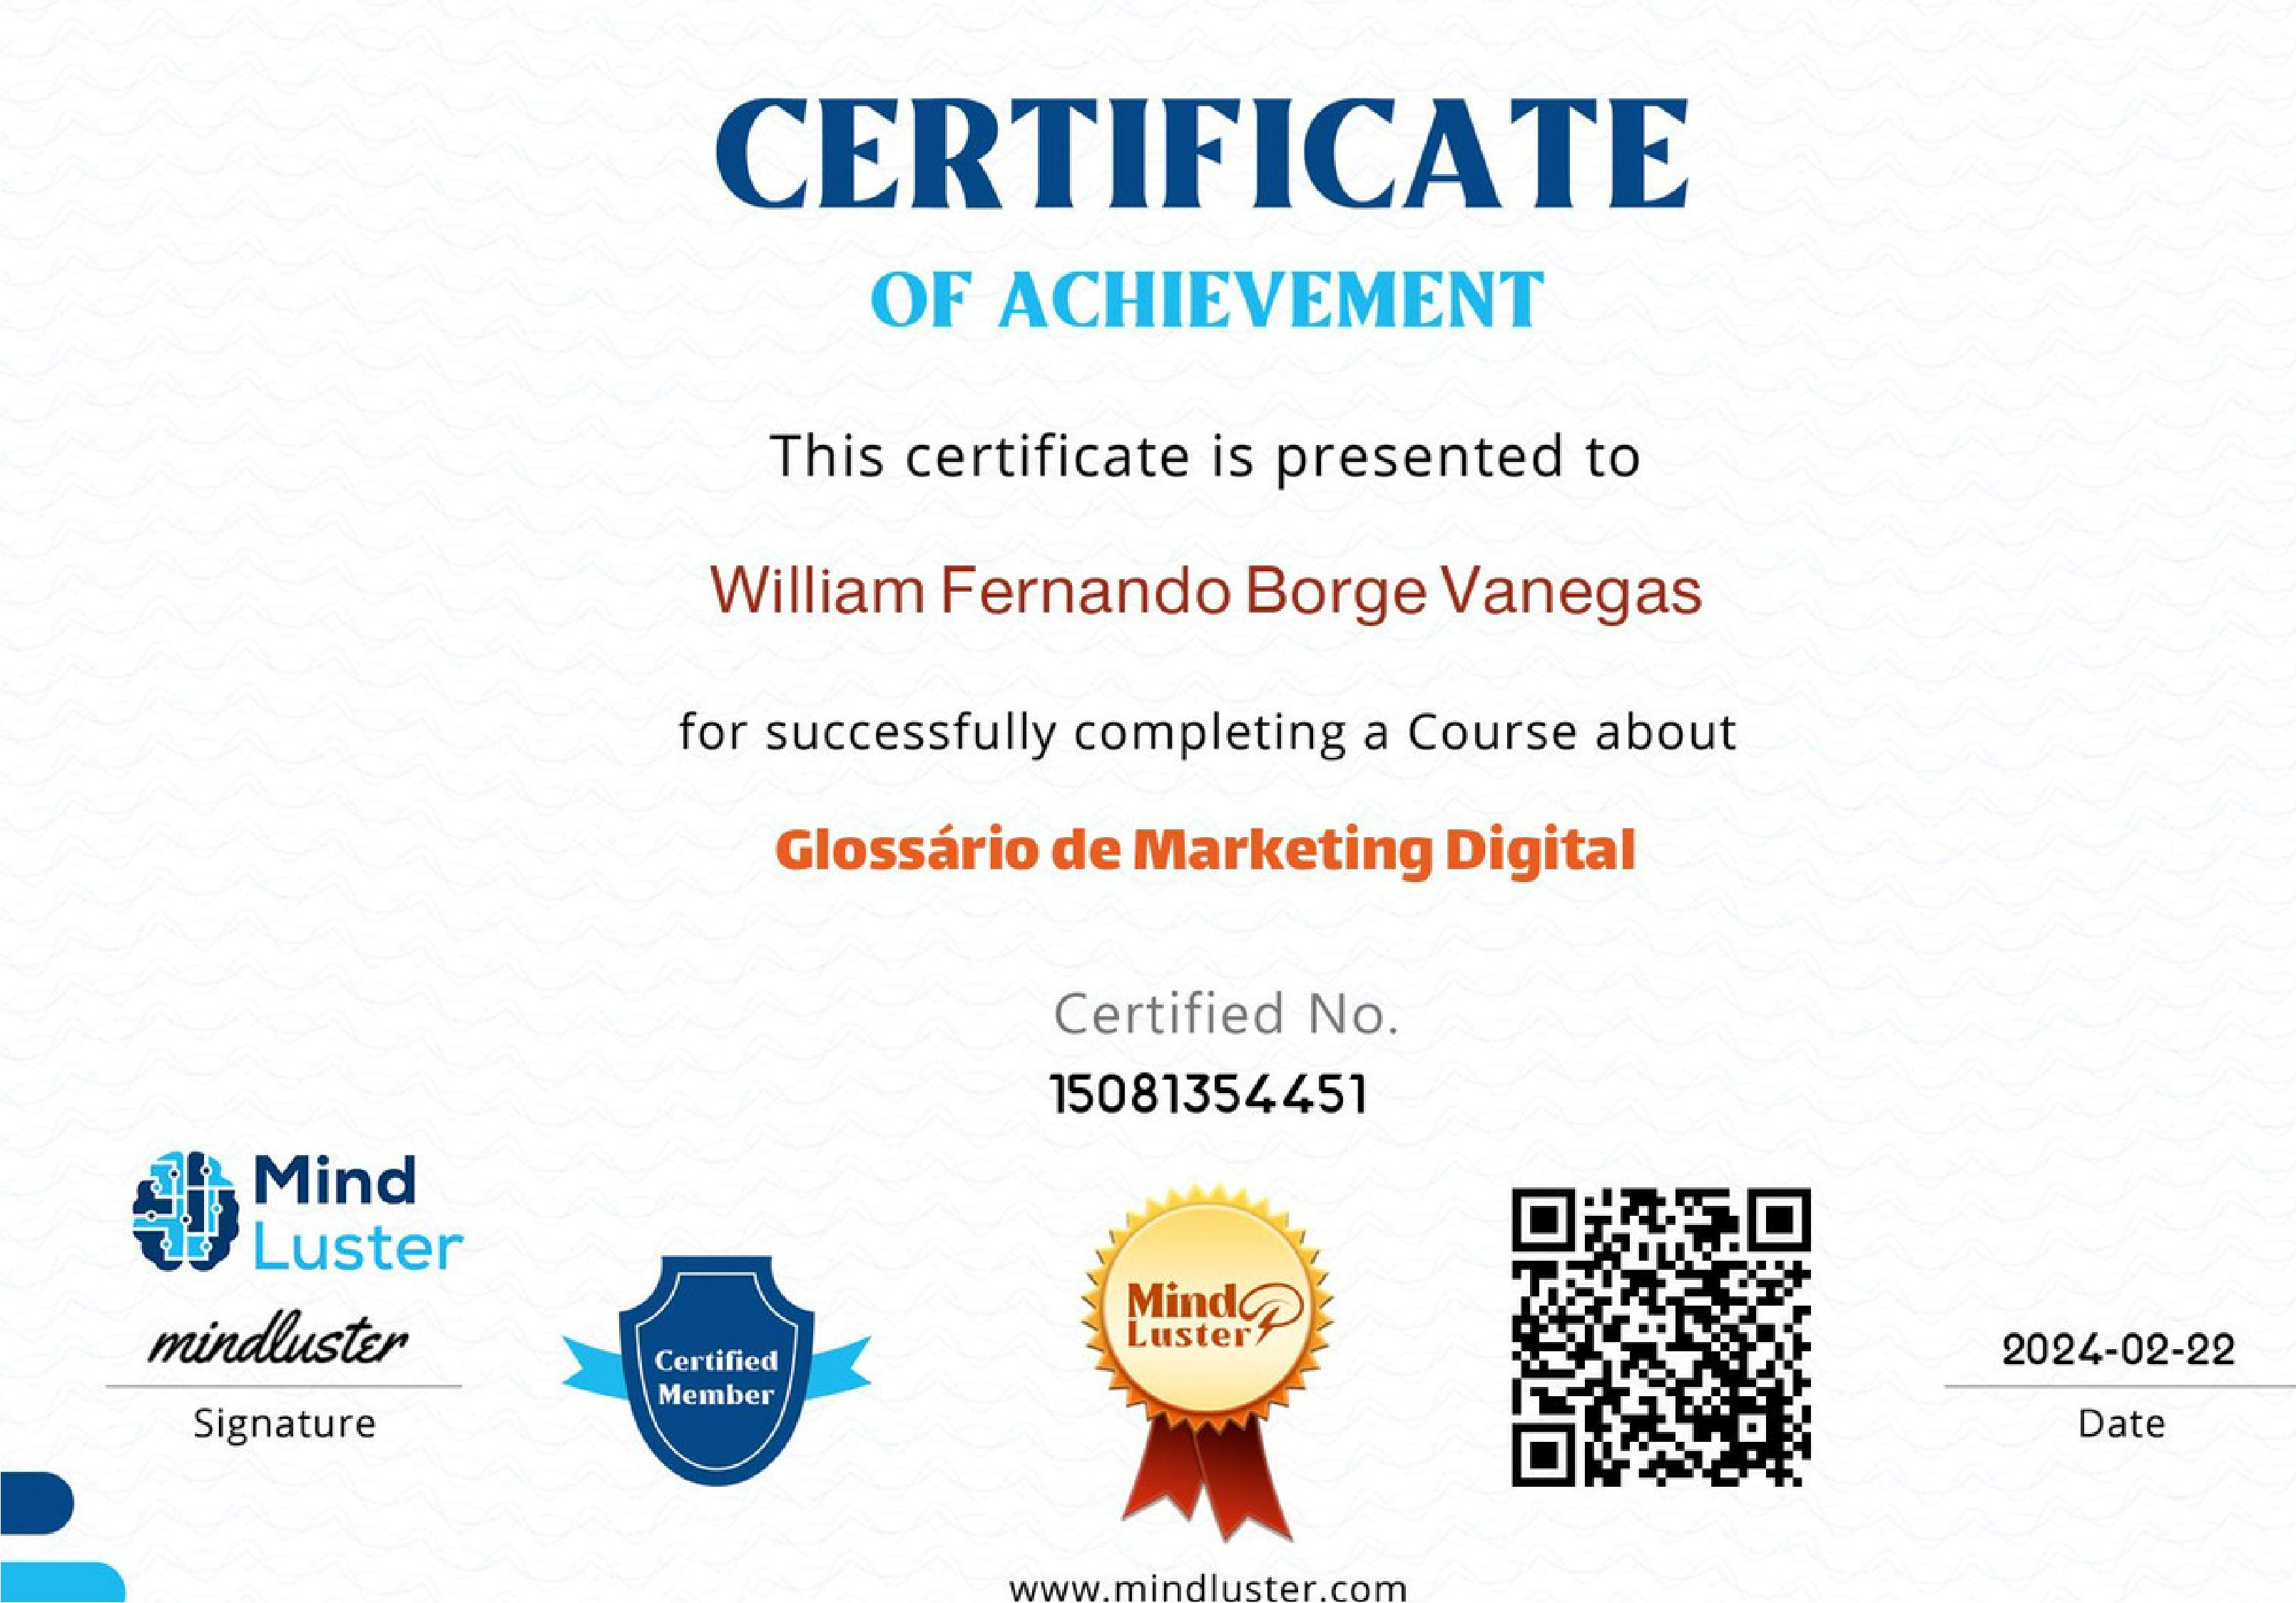 CERTIFICATE
OF ACHIEVEMENT
This certificate is presented to
William Fernando Borge Vanegas
for successfully completing a Course about
Glossário de Marketing Digital
Certified No.
15081354451
Mind
Luster
mindluster
Signature
Certified
Member
Mind
Luster
2024-02-22
Date
www.mindluster.com